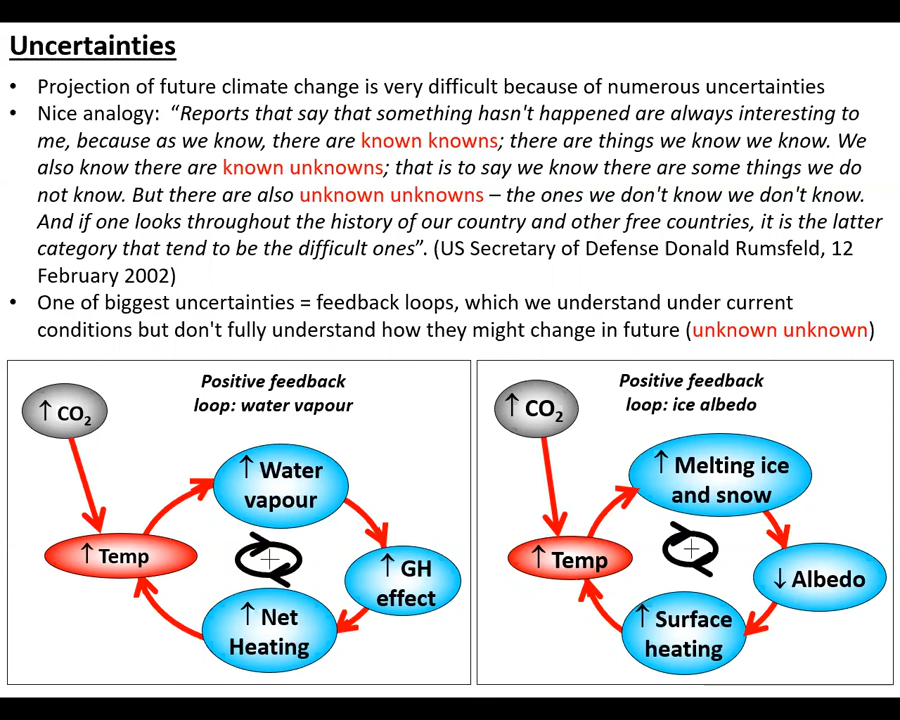 Uncertainties
• Projection of future climate change is very difficult because of numerous uncertainties
• Nice analogy: “Reports that say that something hasn't happened are always interesting to
me, because as we know, there are known knowns; there are things we know we know. We
also know there are known unknowns; that is to say we know there are some things we do
not know. But there are also unknown unknowns – the ones we don't know we don't know.
And if one looks throughout the history of our country and other free countries, it is the latter
category that tend to be the difficult ones”. (US Secretary of Defense Donald Rumsfeld, 12
February 2002)
• One of biggest uncertainties = feedback loops, which we understand under current
conditions but don't fully understand how they might change in future (unknown unknown)
Positive feedback
loop: water vapour
↑ CO₂
↑ Water
vapour
↑ Temp
+
↑ GH
effect
↑ Net
Heating
Positive feedback
loop: ice albedo
↑ CO₂
↑ Melting ice
and snow
↑ Temp
+
↓ Albedo
↑ Surface
heating